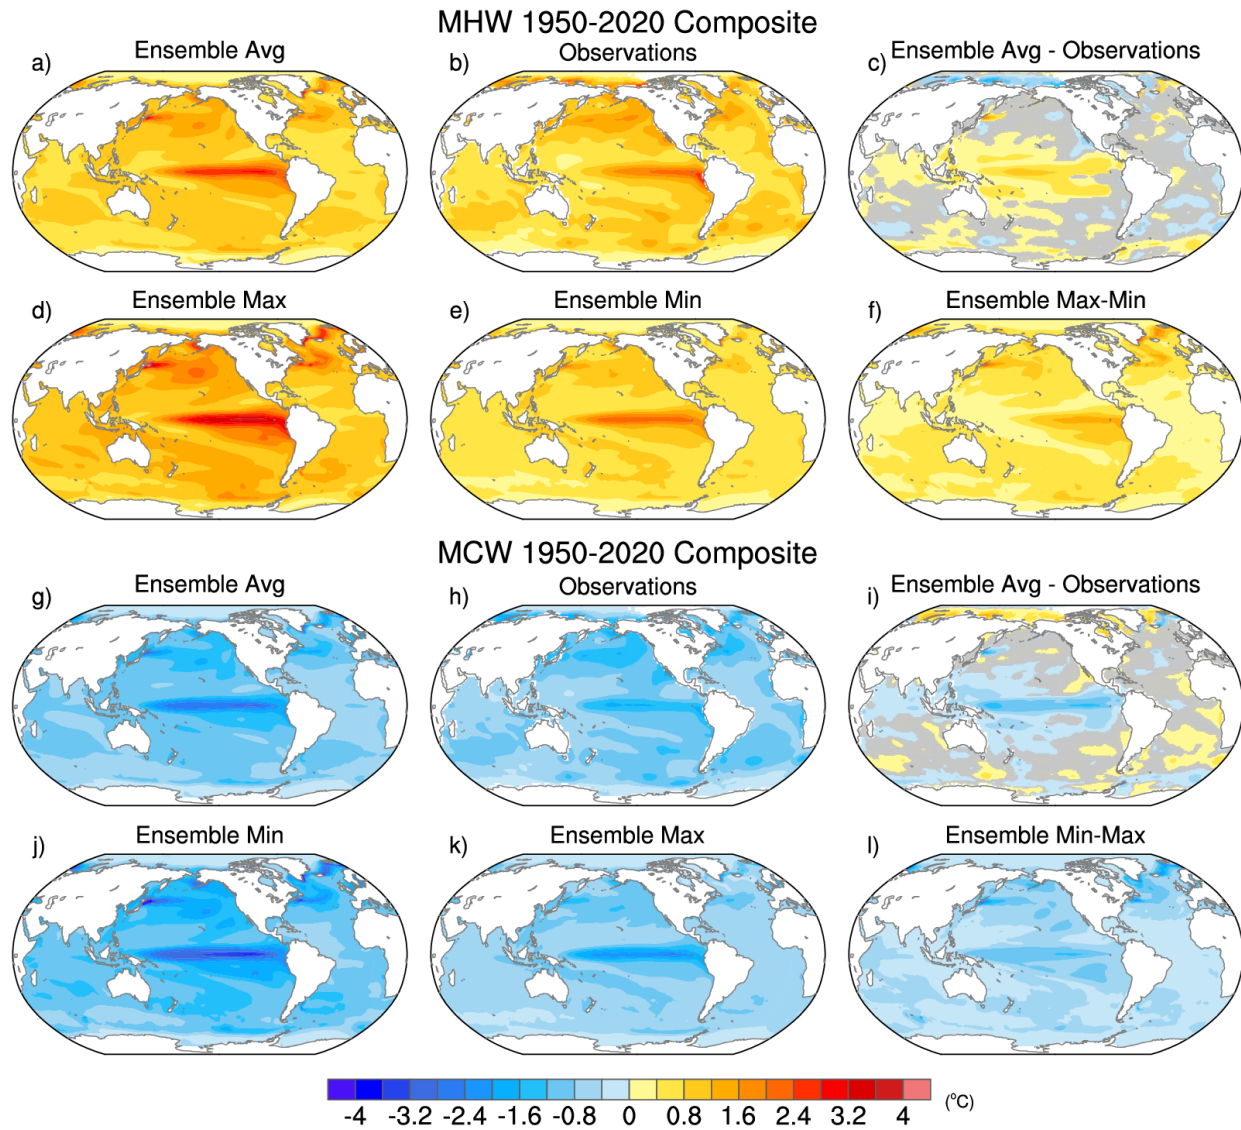 MHW 1950-2020 Composite
a) Ensemble Avg
b) Observations
c) Ensemble Avg - Observations
d) Ensemble Max
e) Ensemble Min
f) Ensemble Max-Min
MCW 1950-2020 Composite
g) Ensemble Avg
h) Observations
i) Ensemble Avg - Observations
j) Ensemble Min
k) Ensemble Max
l) Ensemble Min-Max
-4 -3.2 -2.4 -1.6 -0.8 0 0.8 1.6 2.4 3.2 4 (°C)